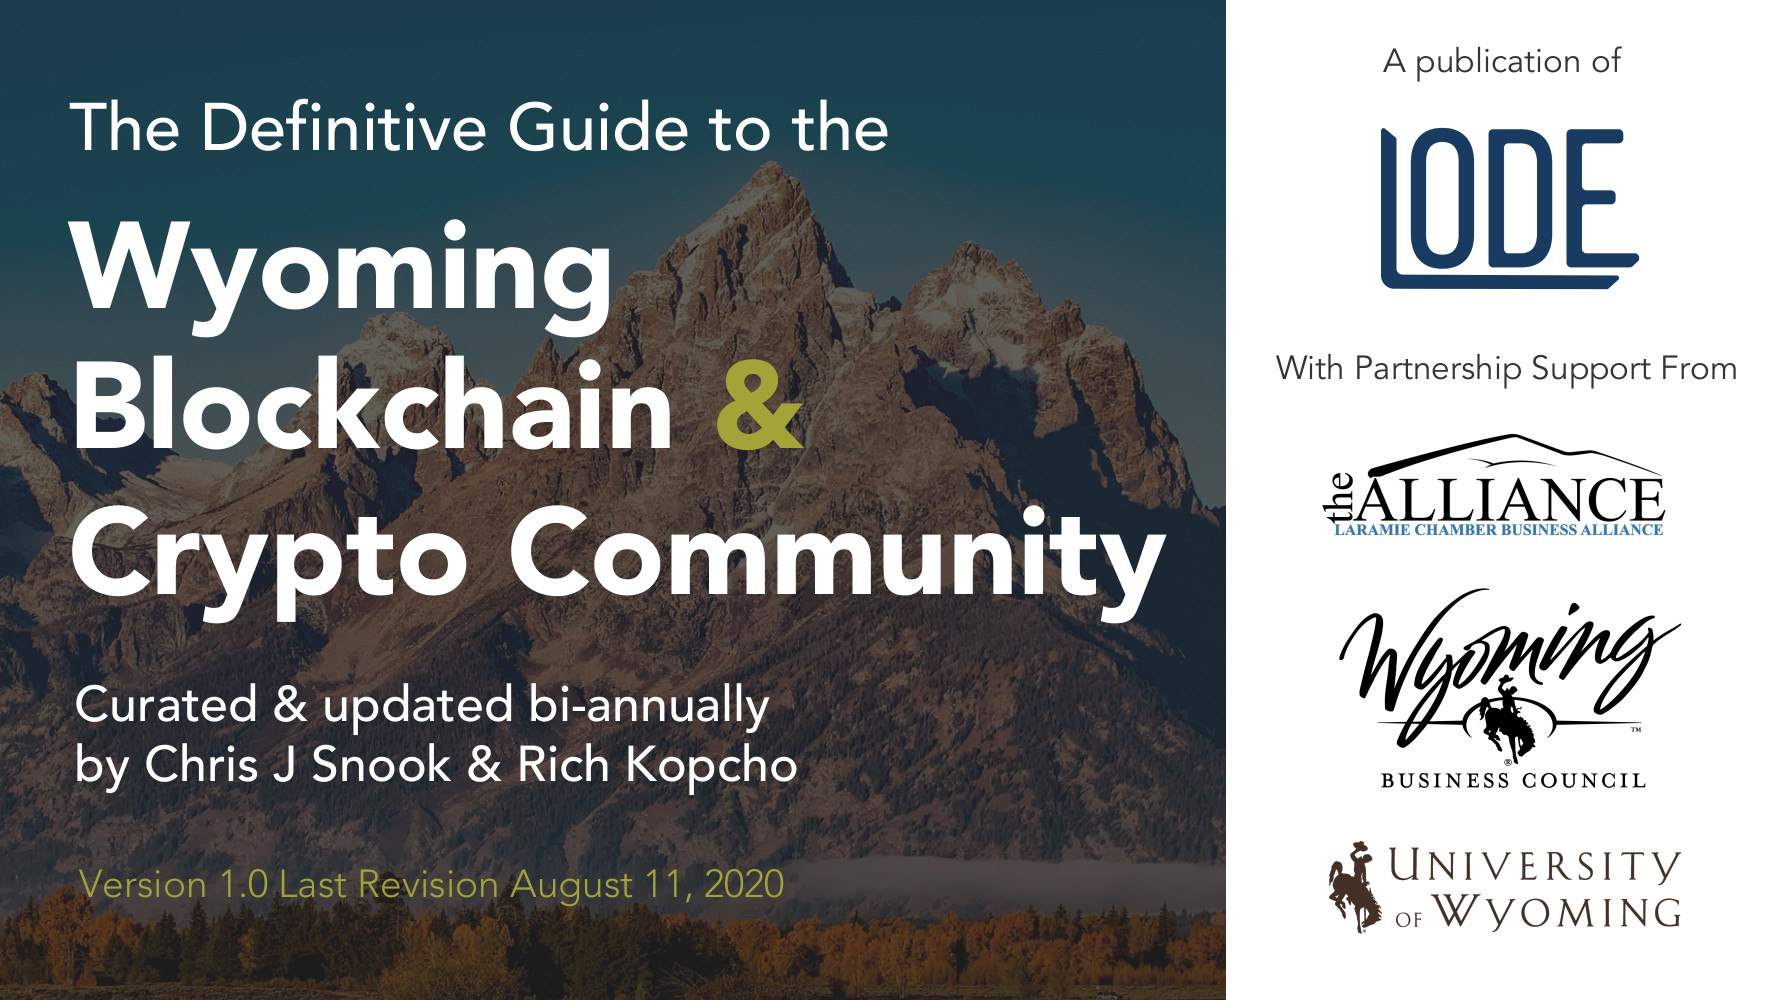 The Definitive Guide to the
Wyoming
Blockchain &
Crypto Community
Curated & updated bi-annually
by Chris J Snook & Rich Kopcho
Version 1.0 Last Revision August 11, 2020
A publication of
LODE
With Partnership Support From
the ALLIANCE
LARAMIE CHAMBER BUSINESS ALLIANCE
Wyoming
™
®
BUSINESS COUNCIL
UNIVERSITY
OF WYOMING